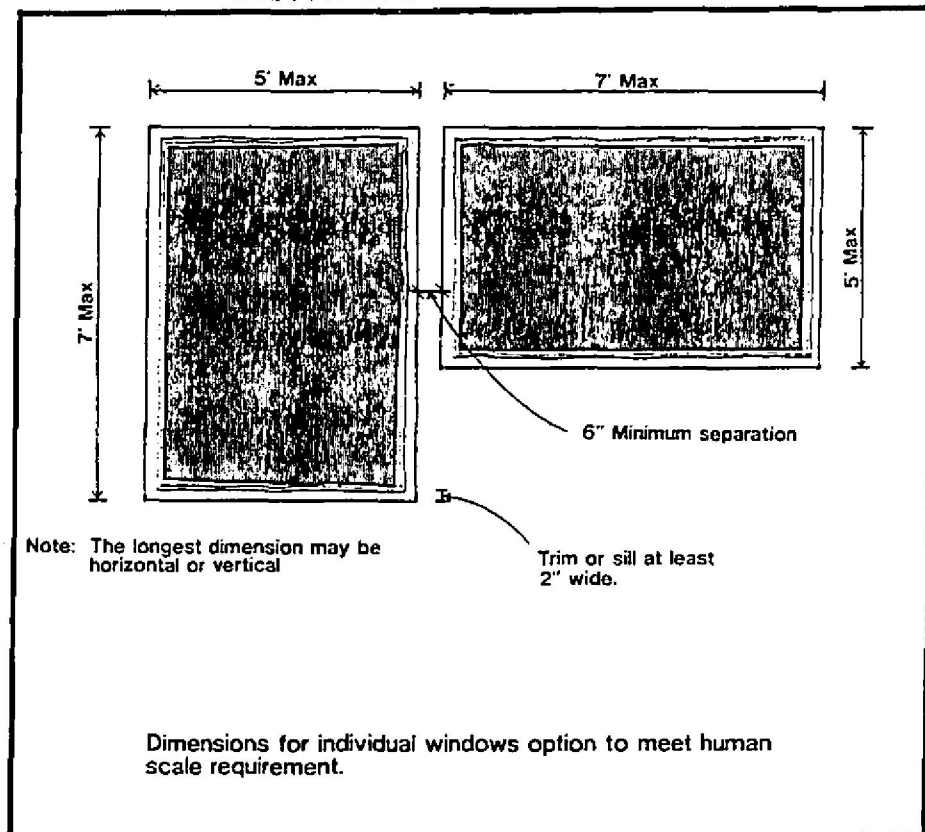 5' Max
7' Max
7' Max
5' Max
6" Minimum separation
Note: The longest dimension may be
horizontal or vertical
Trim or sill at least
2" wide.
Dimensions for individual windows option to meet human
scale requirement.